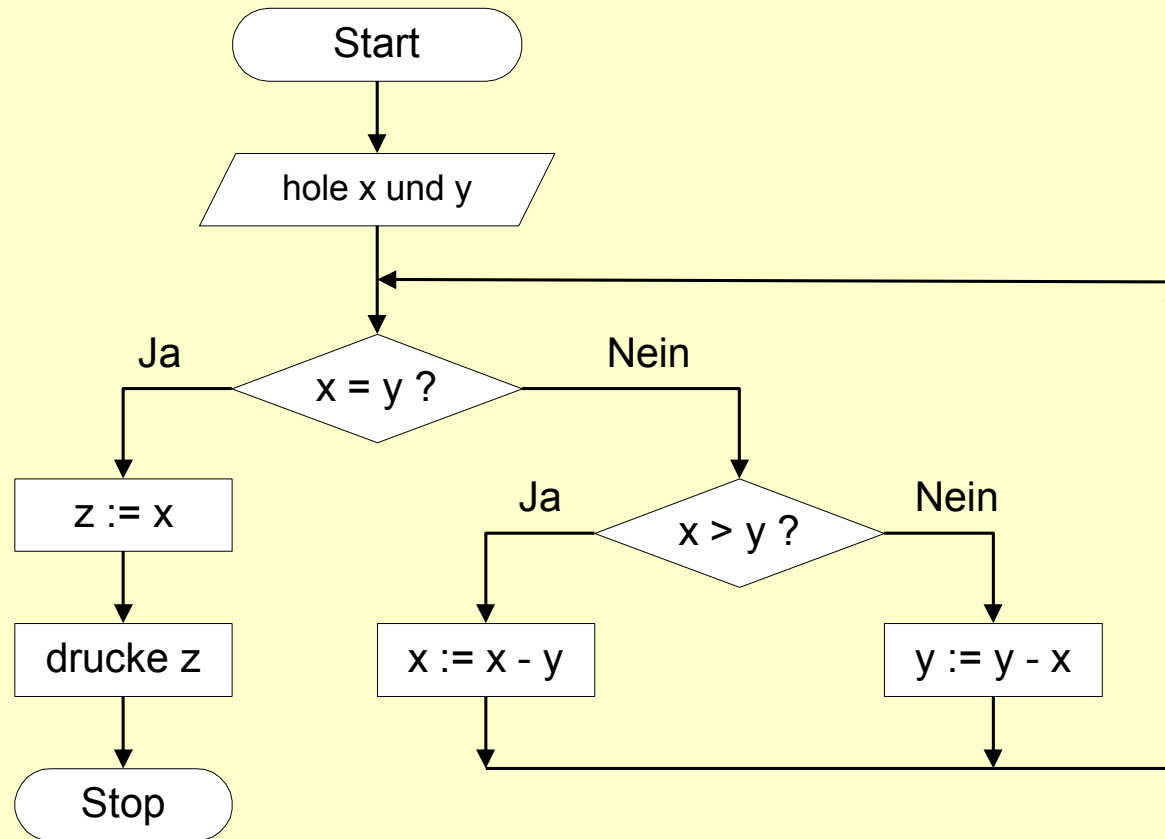 Start
hole x und y
Ja
Nein
x = y ?
z := x
Ja
Nein
x > y ?
drucke z
x := x - y
y := y - x
Stop